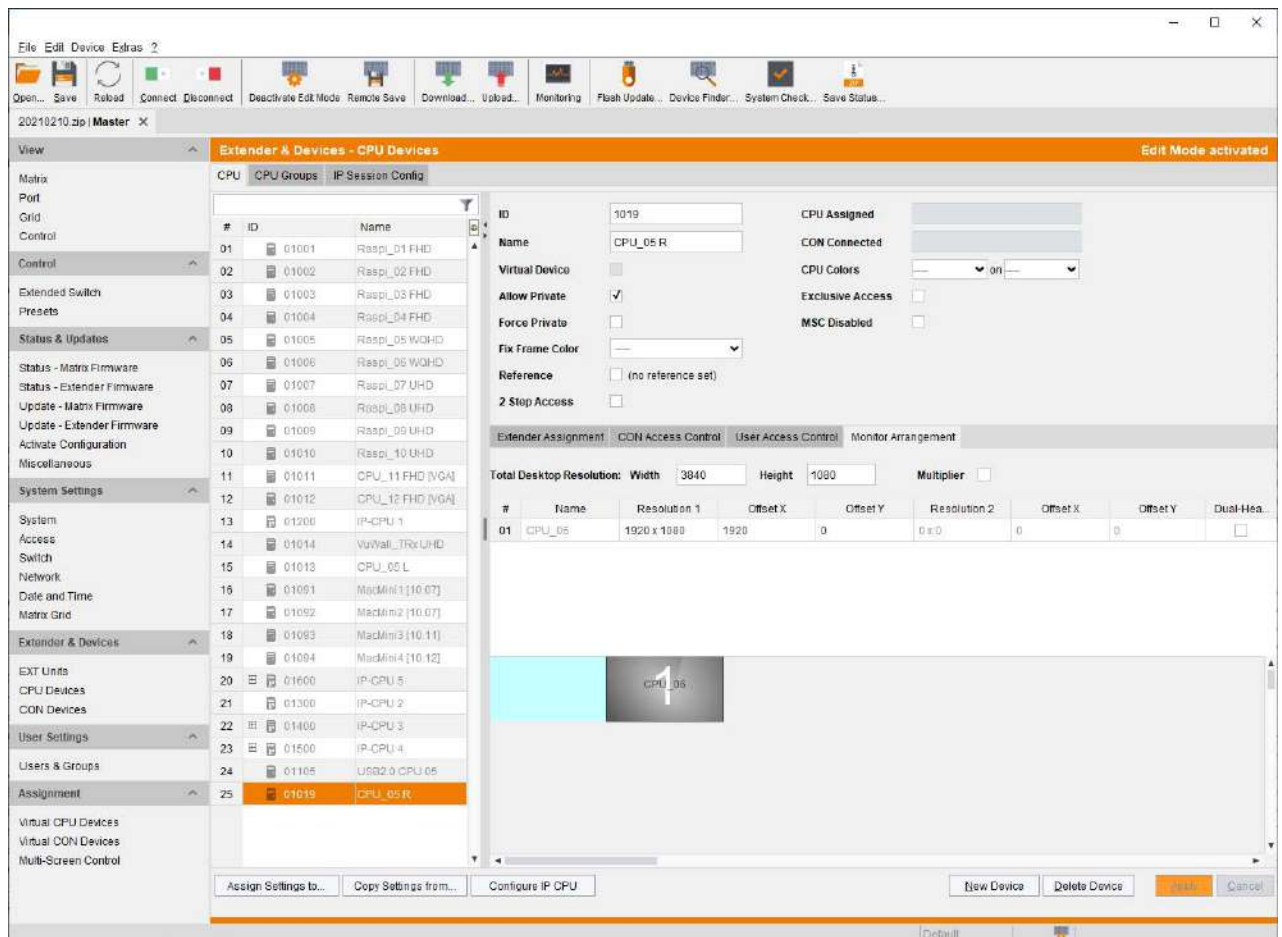 File Edit Device Extras ?
Open... Save Reload Connect Disconnect Deactivate Edit Mode Remote Save Download... Upload... Monitoring Flash Update... Device Finder... System Check... Save Status...
20210210.zip | Master
View
Matrix
Port
Grid
Control
Control
Extended Switch
Presets
Status & Updates
Status - Matrix Firmware
Status - Extender Firmware
Update - Matrix Firmware
Update - Extender Firmware
Activate Configuration
Miscellaneous
System Settings
System
Access
Switch
Network
Date and Time
Matrix Grid
Extender & Devices
EXT Units
CPU Devices
CON Devices
User Settings
Users & Groups
Assignment
Virtual CPU Devices
Virtual CON Devices
Multi-Screen Control
Extender & Devices - CPU Devices Edit Mode activated
CPU CPU Groups IP Session Config
# ID Name
01 01001 Raspi_01 FHD
02 01002 Raspi_02 FHD
03 01003 Raspi_03 FHD
04 01004 Raspi_04 FHD
05 01005 Raspi_05 WQHD
06 01006 Raspi_06 WQHD
07 01007 Raspi_07 UHD
08 01008 Raspi_08 UHD
09 01009 Raspi_09 UHD
10 01010 Raspi_10 UHD
11 01011 CPU_11 FHD [VGA]
12 01012 CPU_12 FHD [VGA]
13 01200 IP-CPU 1
14 01014 VuWall_TRx UHD
15 01013 CPU_05 L
16 01091 MacMini1 [10.07]
17 01092 MacMini2 [10.07]
18 01093 MacMini3 [10.11]
19 01094 MacMini4 [10.12]
20 01600 IP-CPU 5
21 01300 IP-CPU 2
22 01400 IP-CPU 3
23 01500 IP-CPU 4
24 01105 USB2.0 CPU 05
25 01019 CPU_05 R
ID 1019 CPU Assigned
Name CPU_05 R CON Connected
Virtual Device CPU Colors on
Allow Private Exclusive Access
Force Private MSC Disabled
Fix Frame Color
Reference (no reference set)
2 Step Access
Extender Assignment CON Access Control User Access Control Monitor Arrangement
Total Desktop Resolution: Width 3840 Height 1080 Multiplier
# Name Resolution 1 Offset X Offset Y Resolution 2 Offset X Offset Y Dual-Hea...
01 CPU_05 1920 x 1080 1920 0 0 x 0 0 0
1
Assign Settings to... Copy Settings from... Configure IP CPU New Device Delete Device Apply Cancel
Default